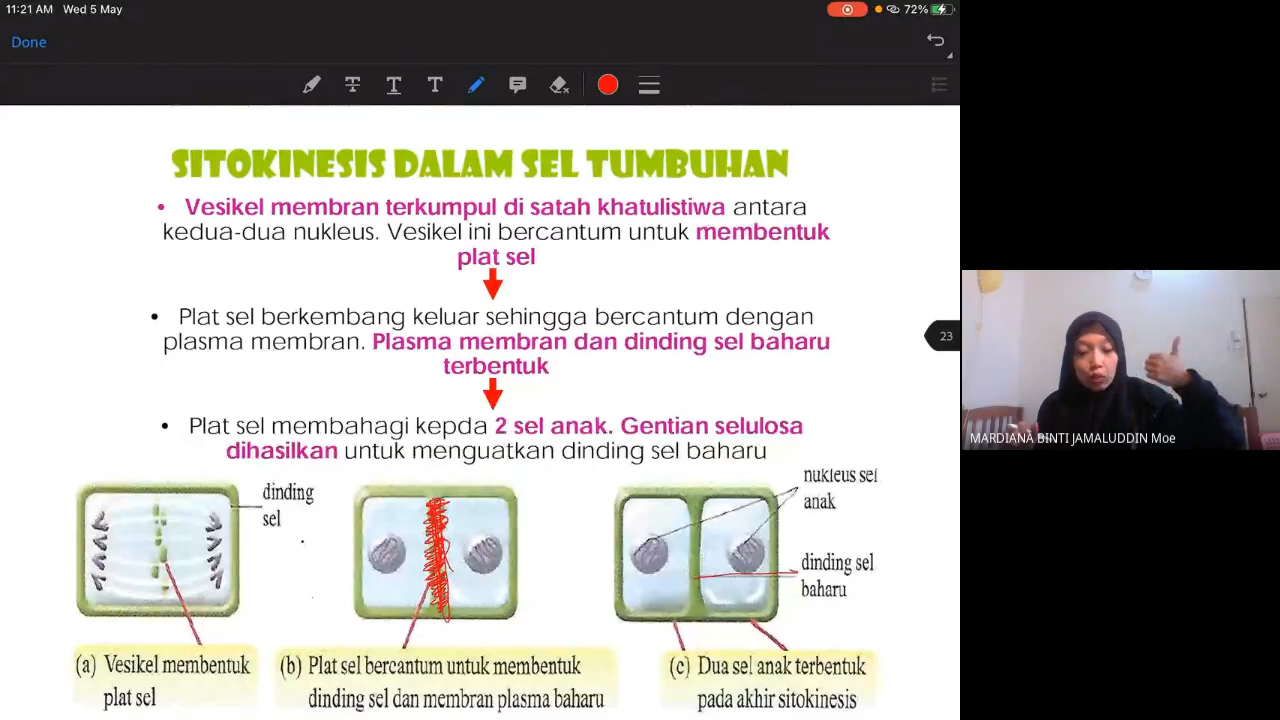 11:21 AM Wed 5 May
72%
Done
SITOKINESIS DALAM SEL TUMBUHAN
• Vesikel membran terkumpul di satah khatulistiwa antara
kedua-dua nukleus. Vesikel ini bercantum untuk membentuk
plat sel
• Plat sel berkembang keluar sehingga bercantum dengan
plasma membran. Plasma membran dan dinding sel baharu
terbentuk
23
• Plat sel membahagi kepda 2 sel anak. Gentian selulosa
dihasilkan untuk menguatkan dinding sel baharu
dinding
sel
nukleus sel
anak
dinding sel
baharu
(a) Vesikel membentuk
plat sel
(b) Plat sel bercantum untuk membentuk
dinding sel dan membran plasma baharu
(c) Dua sel anak terbentuk
pada akhir sitokinesis
MARDIANA BINTI JAMALUDDIN Moe